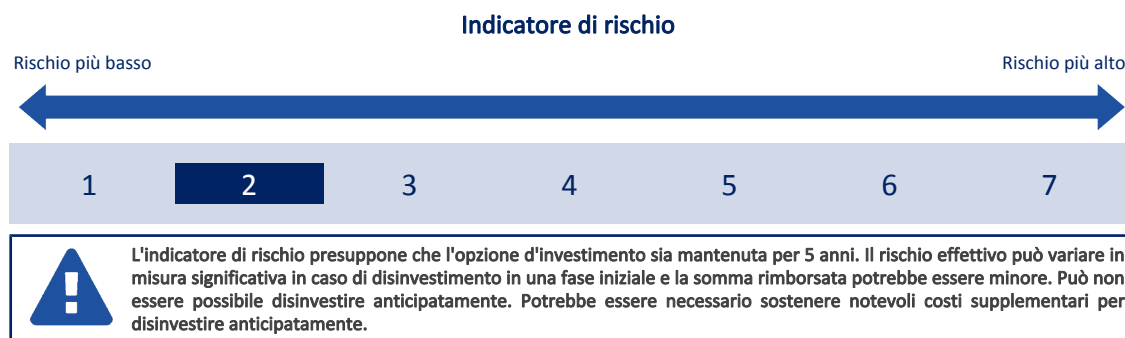 Indicatore di rischio
Rischio più basso
Rischio più alto
1 2 3 4 5 6 7
L'indicatore di rischio presuppone che l'opzione d'investimento sia mantenuta per 5 anni. Il rischio effettivo può variare in
misura significativa in caso di disinvestimento in una fase iniziale e la somma rimborsata potrebbe essere minore. Può non
essere possibile disinvestire anticipatamente. Potrebbe essere necessario sostenere notevoli costi supplementari per
disinvestire anticipatamente.